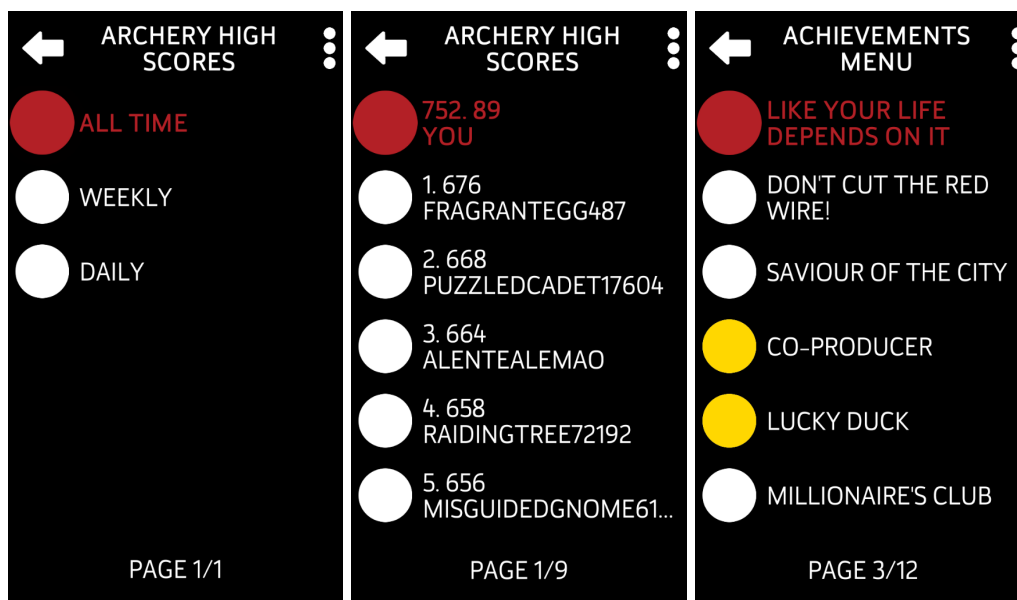 ARCHERY HIGH
SCORES
ALL TIME
WEEKLY
DAILY
PAGE 1/1
ARCHERY HIGH
SCORES
752. 89
YOU
1. 676
FRAGRANTEGG487
2. 668
PUZZLEDCADET17604
3. 664
ALENTEALEMAO
4. 658
RAIDINGTREE72192
5. 656
MISGUIDEDGNOME61...
PAGE 1/9
ACHIEVEMENTS
MENU
LIKE YOUR LIFE
DEPENDS ON IT
DON'T CUT THE RED
WIRE!
SAVIOUR OF THE CITY
CO-PRODUCER
LUCKY DUCK
MILLIONAIRE'S CLUB
PAGE 3/12